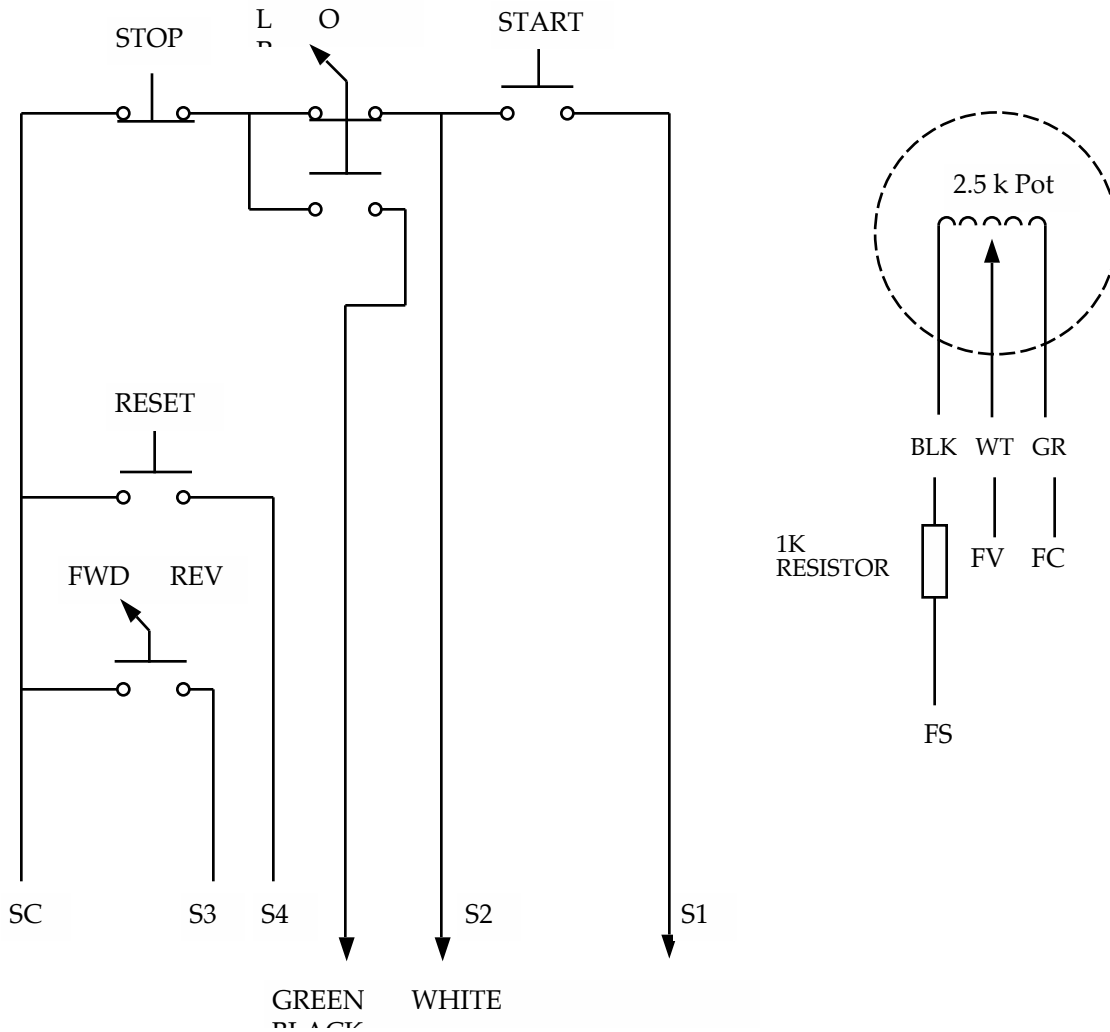 L O
START
STOP
2.5 k Pot
RESET
BLK WT GR
1K
RESISTOR
FV FC
FWD REV
FS
SC S3 S4 S2 S1
GREEN WHITE